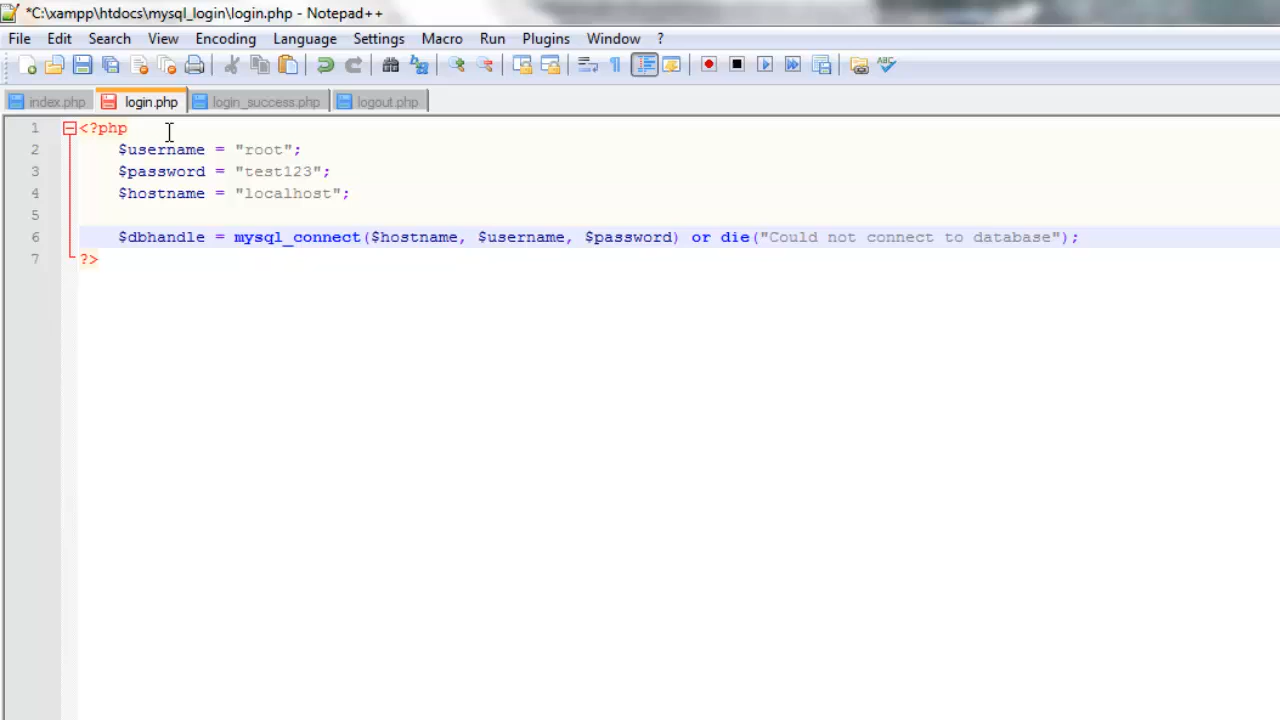 *C:\xampp\htdocs\mysql_login\login.php - Notepad++
File Edit Search View Encoding Language Settings Macro Run Plugins Window ?
index.php login.php login_success.php logout.php
1 <?php
2 $username = "root";
3 $password = "test123";
4 $hostname = "localhost";
5
6 $dbhandle = mysql_connect($hostname, $username, $password) or die("Could not connect to database");
7 ?>